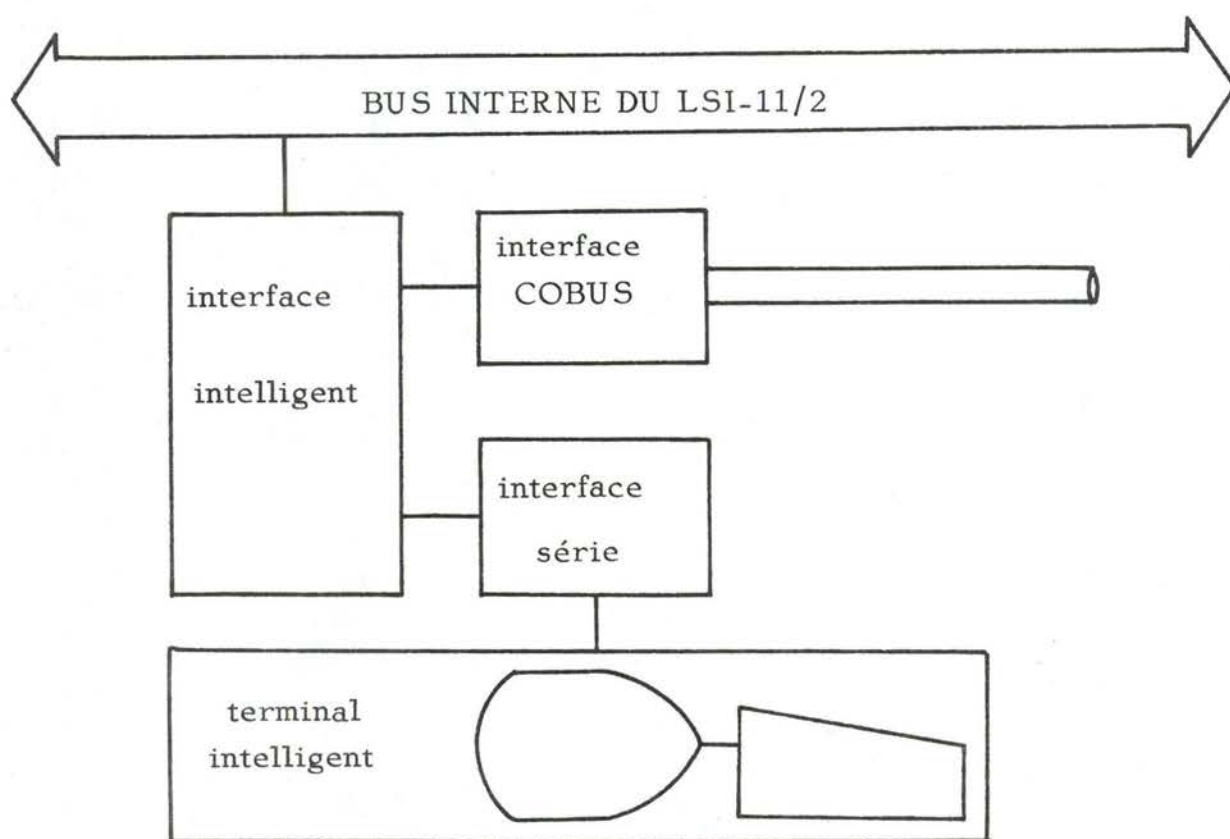 BUS INTERNE DU LSI-11/2
interface
intelligent
interface
COBUS
interface
série
terminal
intelligent